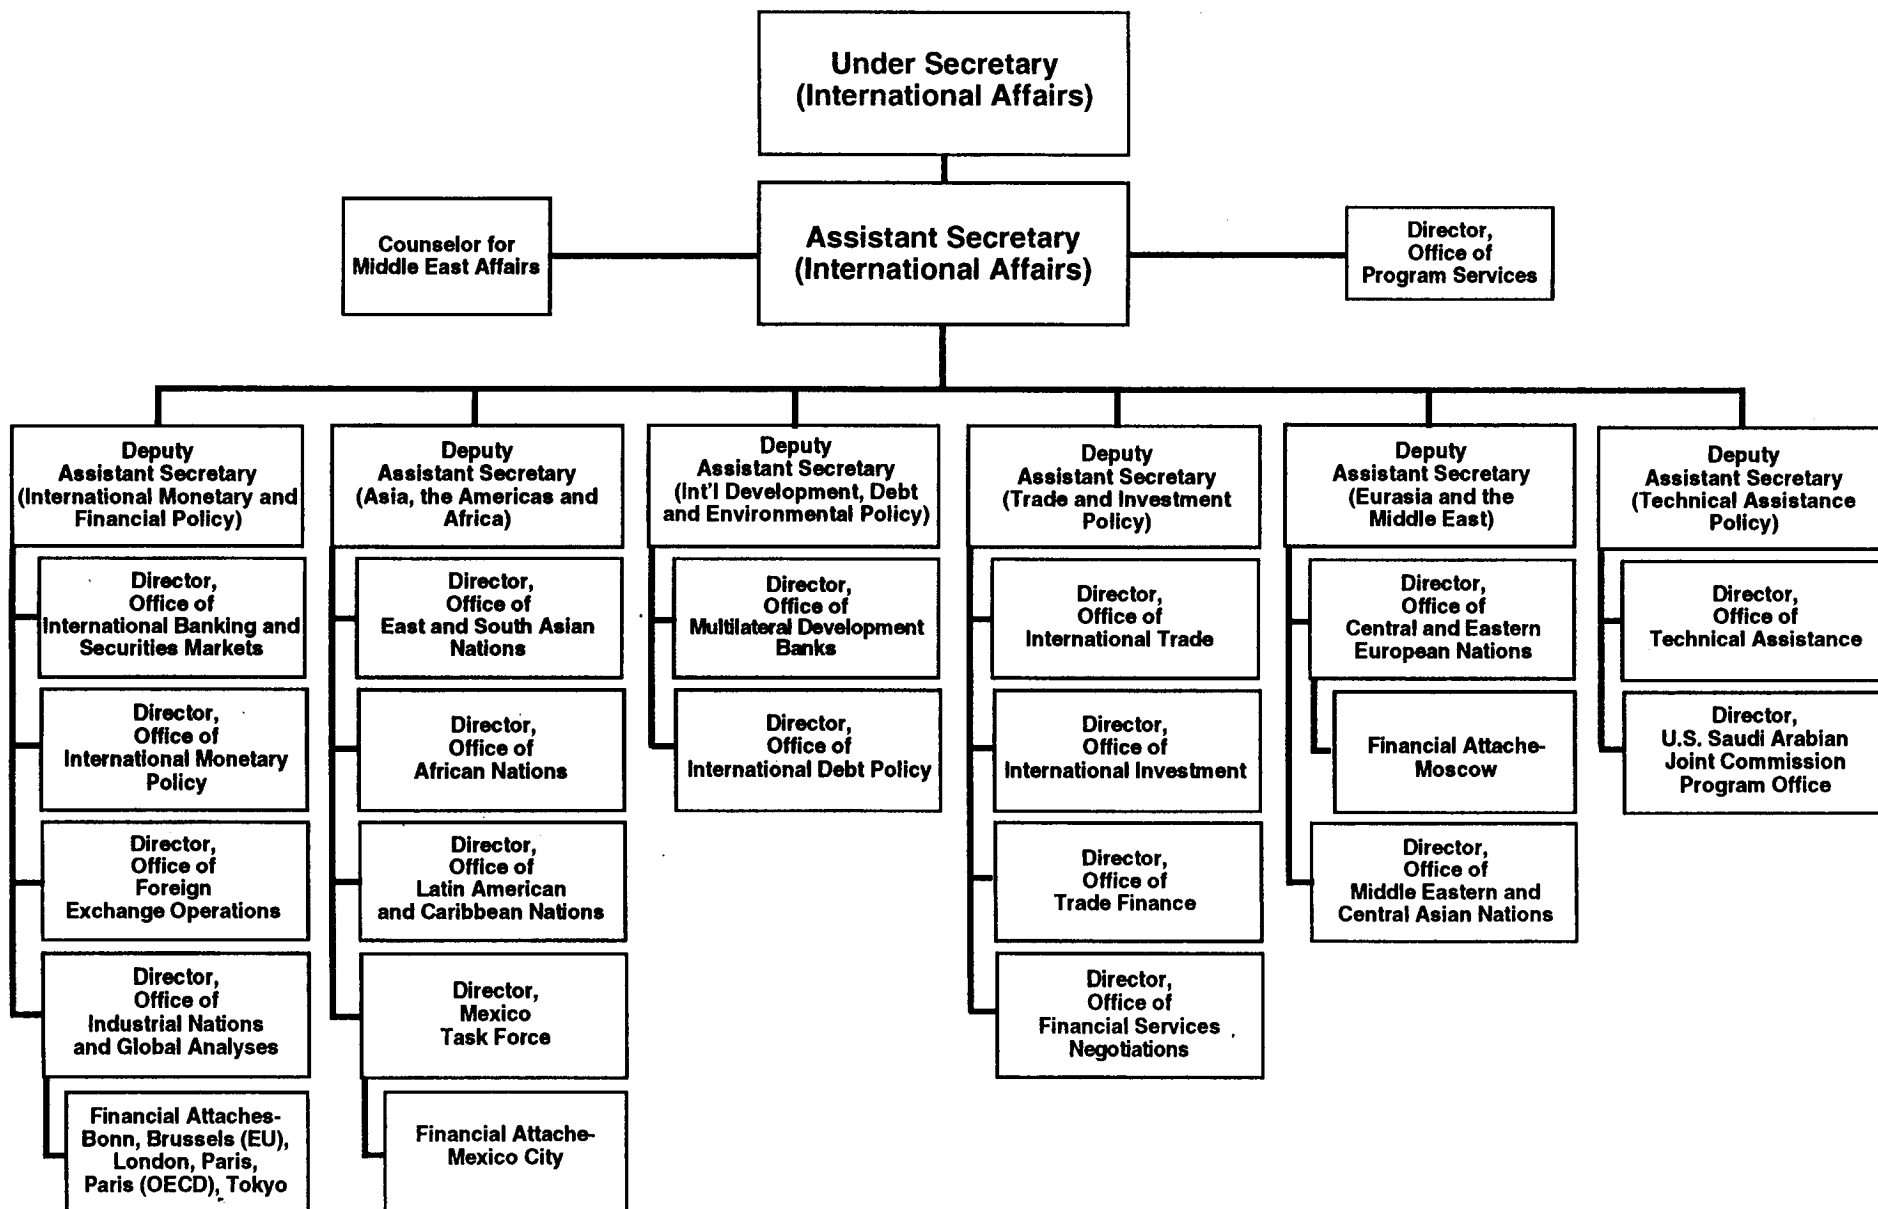 Under Secretary
(International Affairs)
Counselor for
Middle East Affairs
Assistant Secretary
(International Affairs)
Director,
Office of
Program Services
Deputy
Assistant Secretary
(International Monetary and
Financial Policy)
Director,
Office of
International Banking and
Securities Markets
Director,
Office of
International Monetary
Policy
Director,
Office of
Foreign
Exchange Operations
Director,
Office of
Industrial Nations
and Global Analyses
Financial Attaches-
Bonn, Brussels (EU),
London, Paris,
Paris (OECD), Tokyo
Deputy
Assistant Secretary
(Asia, the Americas and
Africa)
Director,
Office of
East and South Asian
Nations
Director,
Office of
African Nations
Director,
Office of
Latin American
and Caribbean Nations
Director,
Mexico
Task Force
Financial Attache-
Mexico City
Deputy
Assistant Secretary
(Int'l Development, Debt
and Environmental Policy)
Director,
Office of
Multilateral Development
Banks
Director,
Office of
International Debt Policy
Deputy
Assistant Secretary
(Trade and Investment
Policy)
Director,
Office of
International Trade
Director,
Office of
International Investment
Director,
Office of
Trade Finance
Director,
Office of
Financial Services
Negotiations
Deputy
Assistant Secretary
(Eurasia and the
Middle East)
Director,
Office of
Central and Eastern
European Nations
Financial Attache-
Moscow
Director,
Office of
Middle Eastern and
Central Asian Nations
Deputy
Assistant Secretary
(Technical Assistance
Policy)
Director,
Office of
Technical Assistance
Director,
U.S. Saudi Arabian
Joint Commission
Program Office